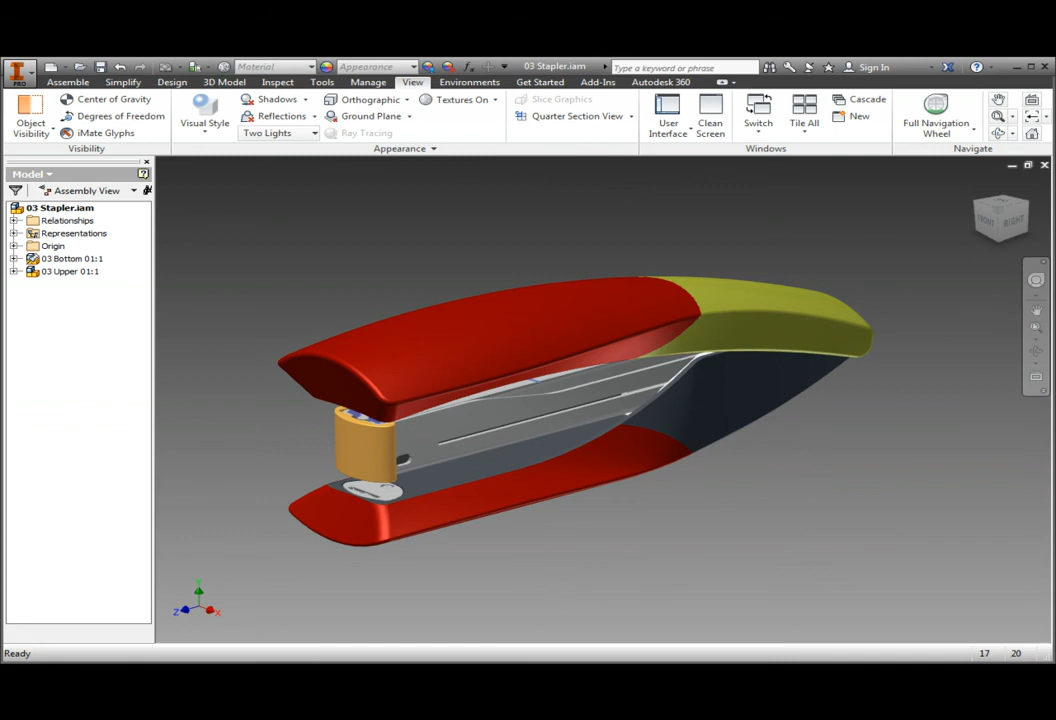 PRO
Material
Appearance
03 Stapler.iam
Type a keyword or phrase
Sign In
Assemble Simplify Design 3D Model Inspect Tools Manage View Environments Get Started Add-Ins Autodesk 360
Object Visibility
Center of Gravity
Degrees of Freedom
iMate Glyphs
Visibility
Visual Style
Shadows
Reflections
Two Lights
Orthographic
Ground Plane
Ray Tracing
Textures On
Slice Graphics
Quarter Section View
Appearance
User Interface
Clean Screen
Switch
Tile All
Cascade
New
Windows
Full Navigation Wheel
Navigate
Model
Assembly View
03 Stapler.iam
Relationships
Representations
Origin
03 Bottom 01:1
03 Upper 01:1
FRONT RIGHT
Y
Z X
Ready
17 20